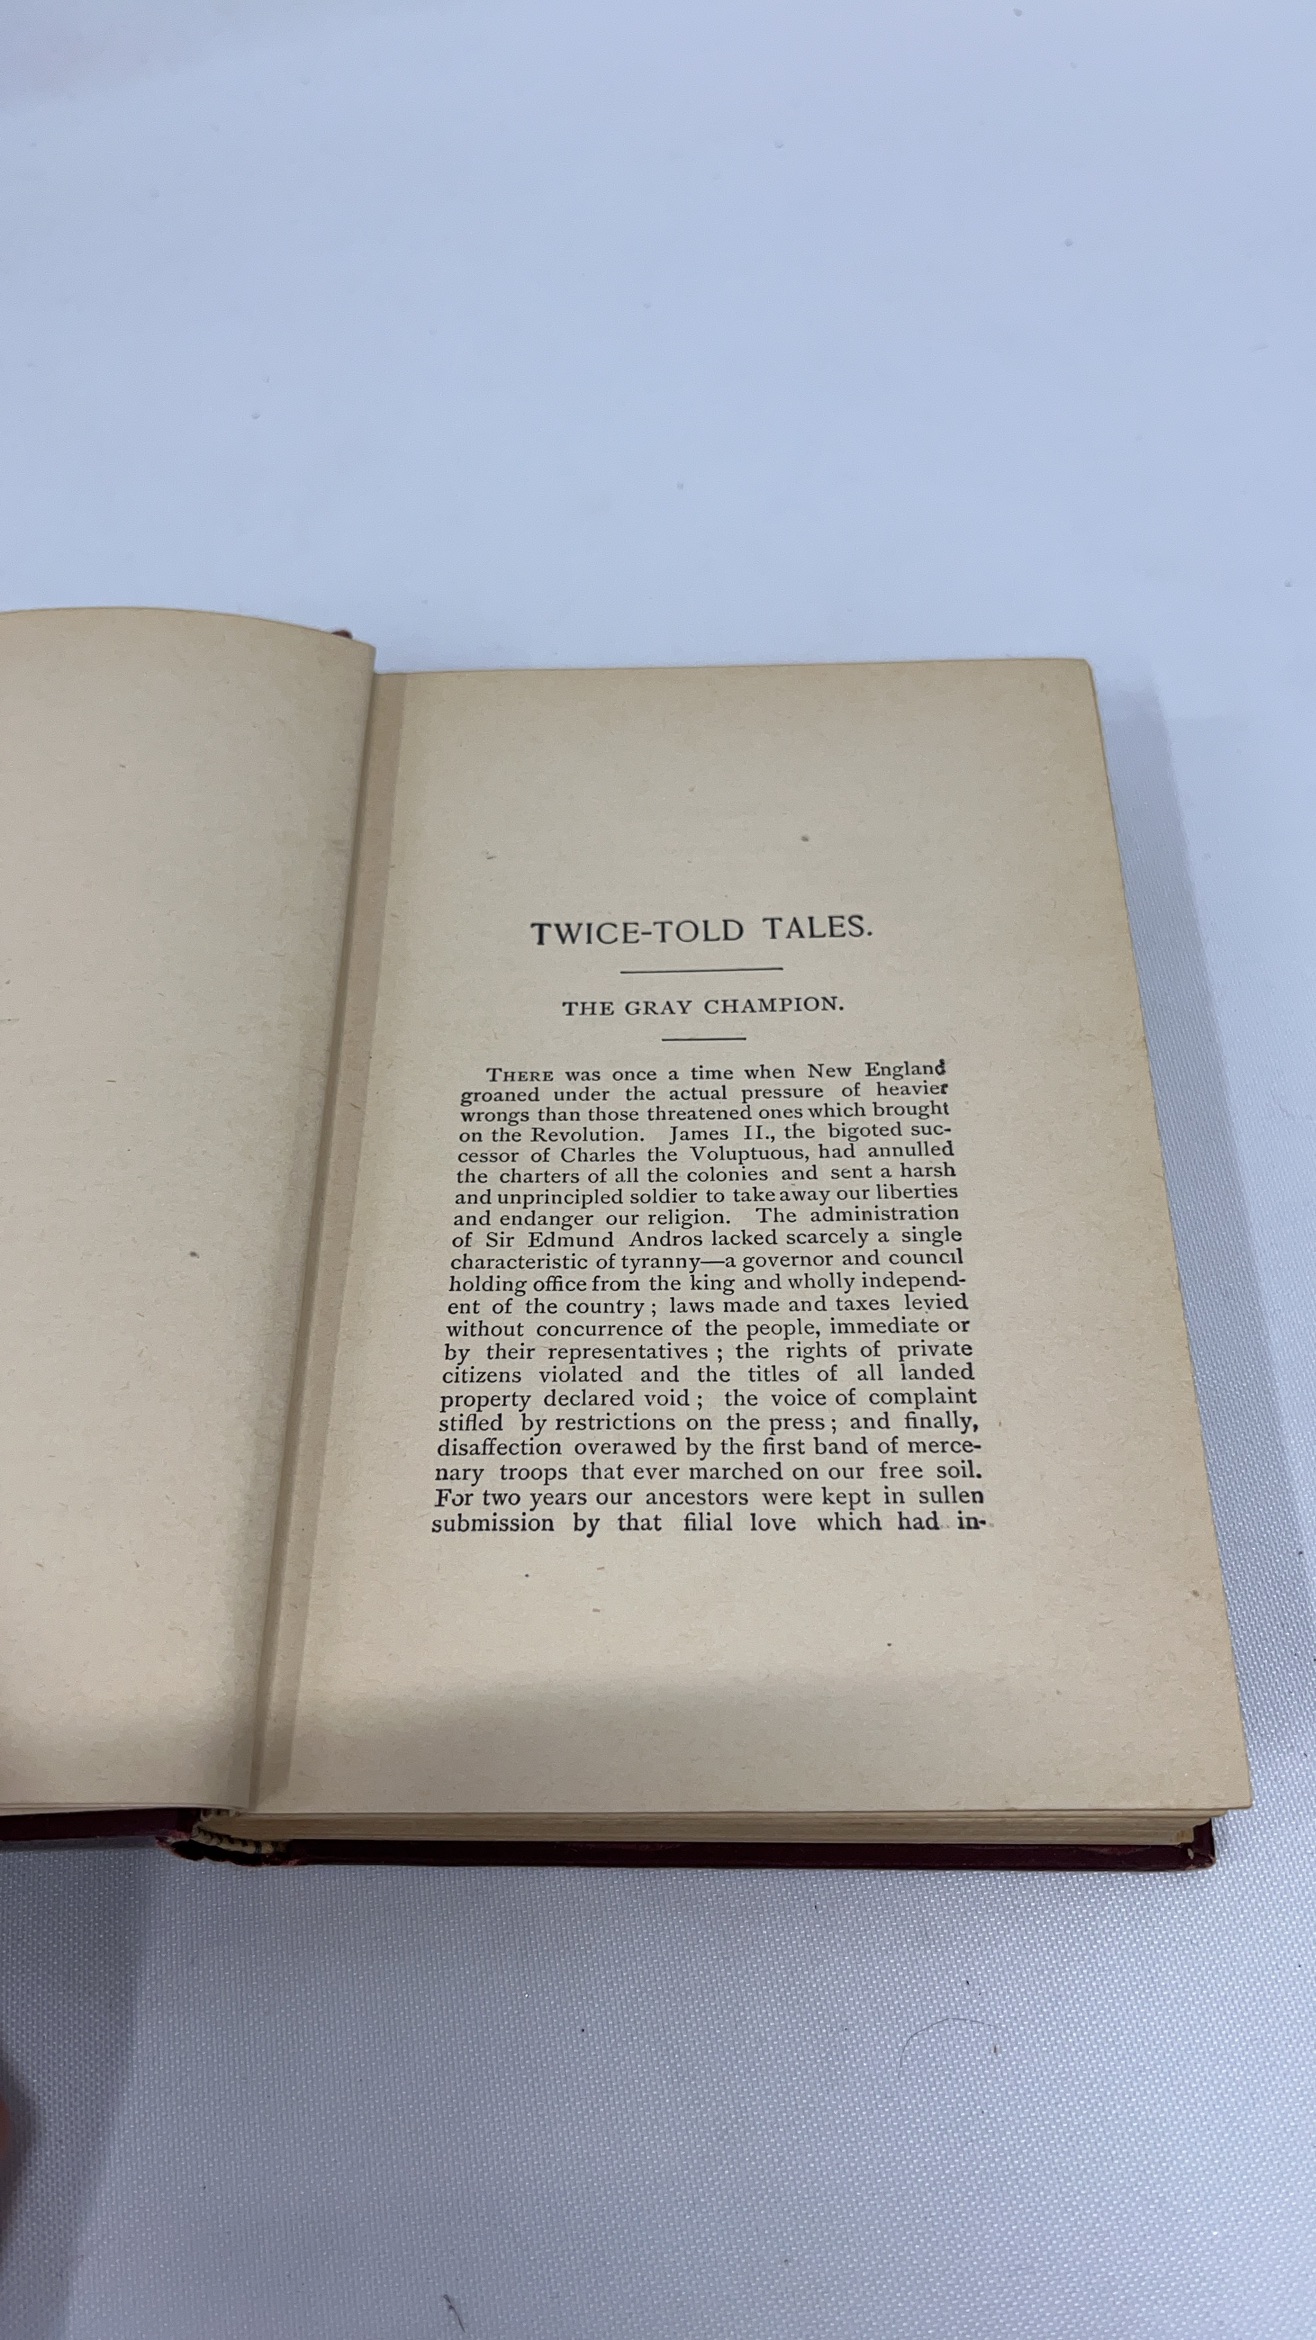 TWICE-TOLD TALES.
THE GRAY CHAMPION.
THERE was once a time when New England
groaned under the actual pressure of heavier
wrongs than those threatened ones which brought
on the Revolution. James II., the bigoted suc-
cessor of Charles the Voluptuous, had annulled
the charters of all the colonies and sent a harsh
and unprincipled soldier to take away our liberties
and endanger our religion. The administration
of Sir Edmund Andros lacked scarcely a single
characteristic of tyranny—a governor and council
holding office from the king and wholly independ-
ent of the country; laws made and taxes levied
without concurrence of the people, immediate or
by their representatives; the rights of private
citizens violated and the titles of all landed
property declared void; the voice of complaint
stifled by restrictions on the press; and finally,
disaffection overawed by the first band of merce-
nary troops that ever marched on our free soil.
For two years our ancestors were kept in sullen
submission by that filial love which had in-